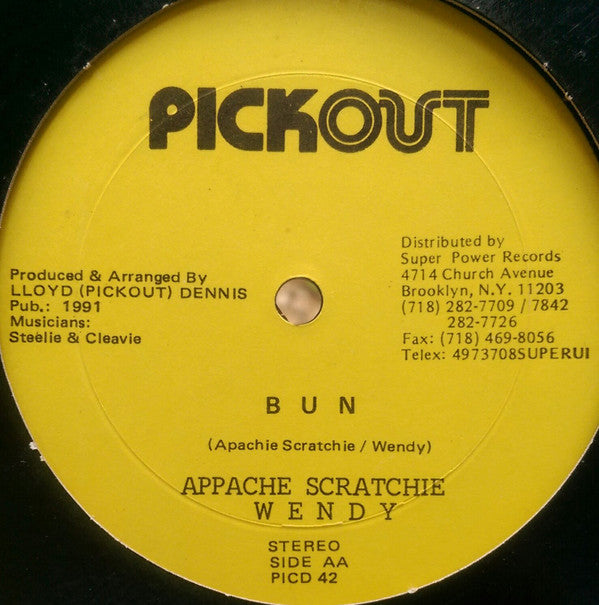 PICKOUT
Produced & Arranged By
LLOYD (PICKOUT) DENNIS
Pub.: 1991
Musicians:
Steelie & Cleavie
Distributed by
Super Power Records
4714 Church Avenue
Brooklyn, N.Y. 11203
(718) 282-7709 / 7842
282-7726
Fax: (718) 469-8056
Telex: 4973708SUPERUI
BUN
(Apachie Scratchie / Wendy)
APPACHE SCRATCHIE
WENDY
STEREO
SIDE AA
PICD 42